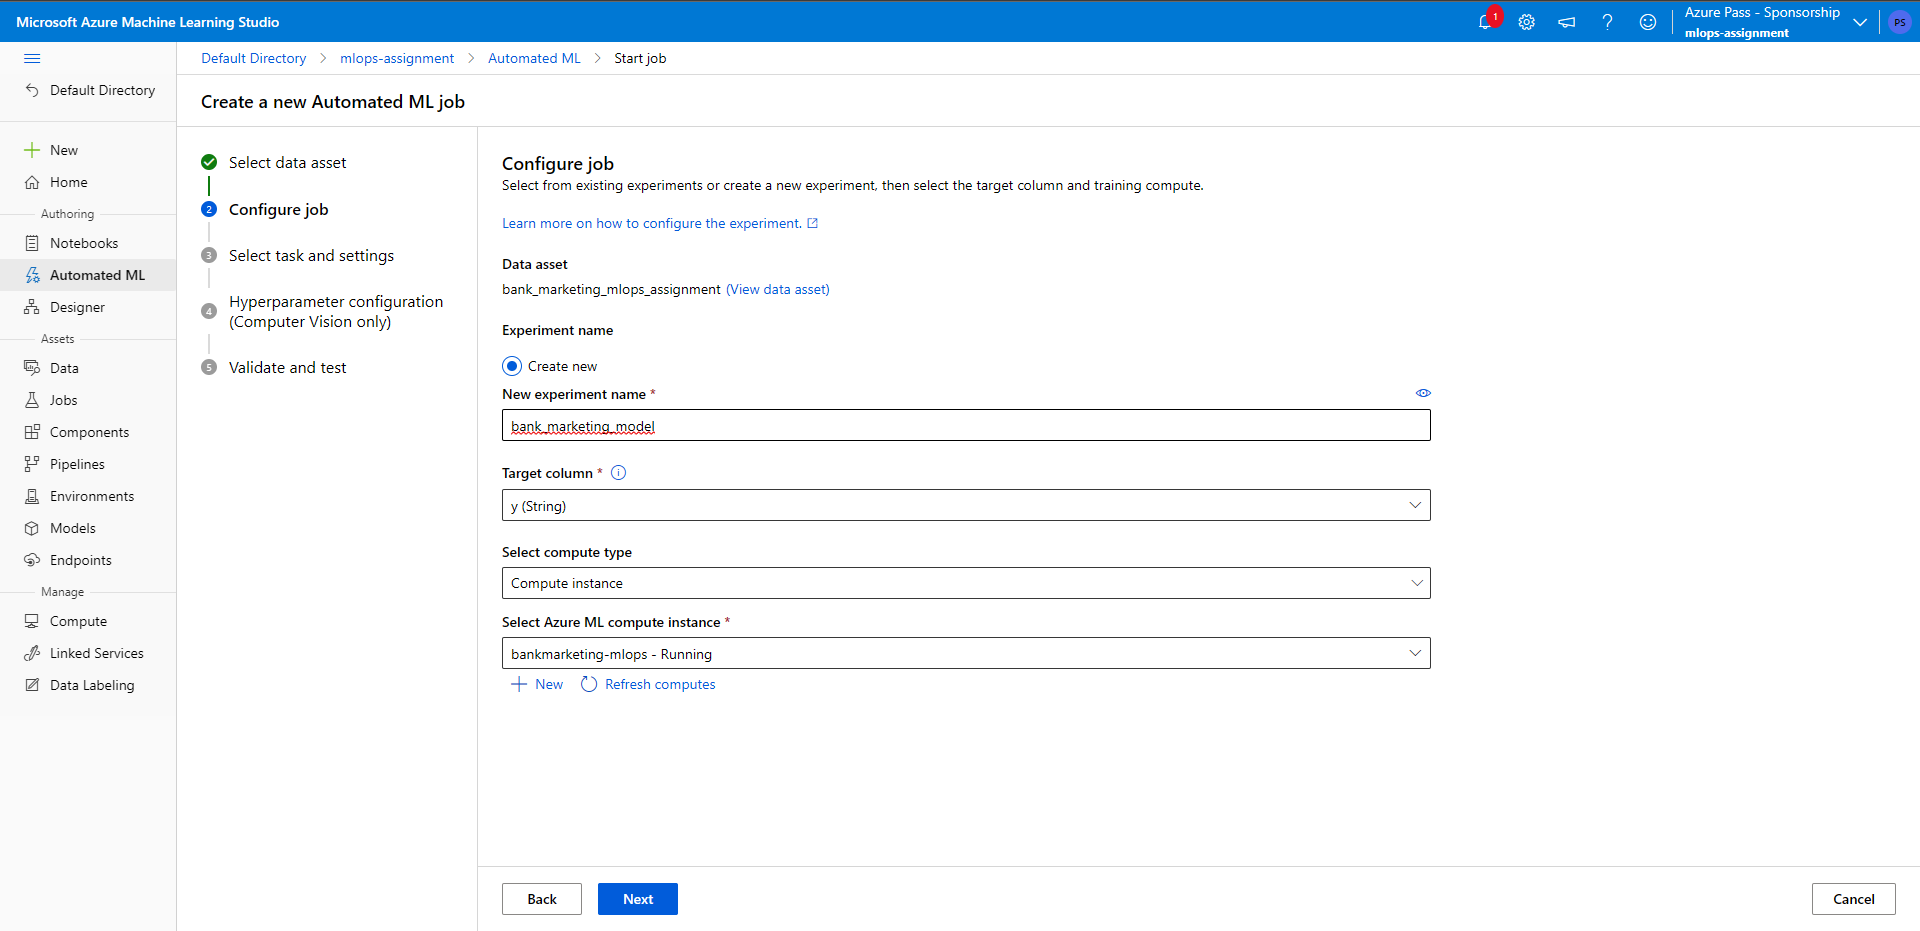 Microsoft Azure Machine Learning Studio
1
Azure Pass - Sponsorship
mlops-assignment
PS
Default Directory
New
Home
Authoring
Notebooks
Automated ML
Designer
Assets
Data
Jobs
Components
Pipelines
Environments
Models
Endpoints
Manage
Compute
Linked Services
Data Labeling
Default Directory > mlops-assignment > Automated ML > Start job
Create a new Automated ML job
Select data asset
2 Configure job
3 Select task and settings
4 Hyperparameter configuration
(Computer Vision only)
5 Validate and test
Configure job
Select from existing experiments or create a new experiment, then select the target column and training compute.
Learn more on how to configure the experiment.
Data asset
bank_marketing_mlops_assignment (View data asset)
Experiment name
Create new
New experiment name *
bank_marketing_model
Target column *
y (String)
Select compute type
Compute instance
Select Azure ML compute instance *
bankmarketing-mlops - Running
New Refresh computes
Back Next Cancel